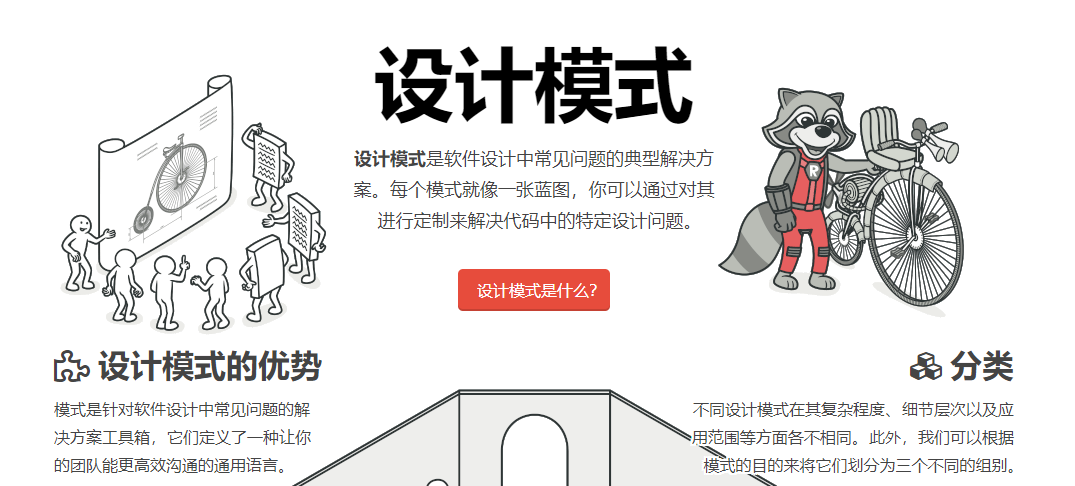 设计模式
设计模式是软件设计中常见问题的典型解决方
案。每个模式就像一张蓝图，你可以通过对其
进行定制来解决代码中的特定设计问题。
R
设计模式是什么?
设计模式的优势
模式是针对软件设计中常见问题的解
决方案工具箱，它们定义了一种让你
的团队能更高效沟通的通用语言。
分类
不同设计模式在其复杂程度、细节层次以及应
用范围等方面各不相同。此外，我们可以根据
模式的目的来将它们划分为三个不同的组别。